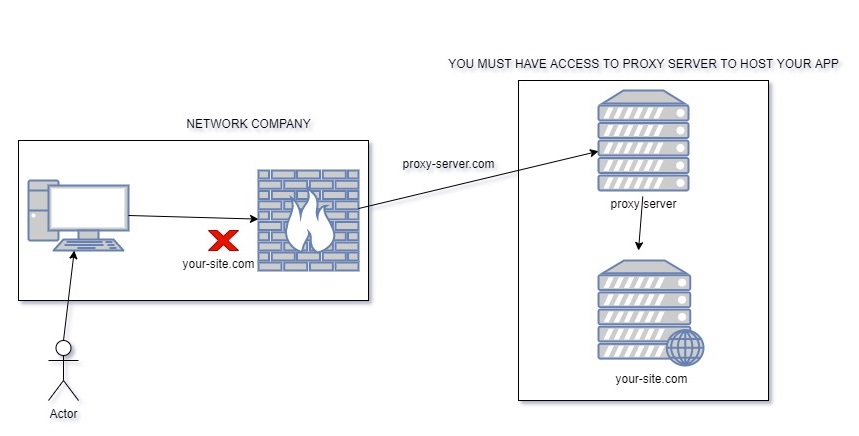 YOU MUST HAVE ACCESS TO PROXY SERVER TO HOST YOUR APP
NETWORK COMPANY
proxy-server.com
proxy server
your-site.com
your-site.com
Actor